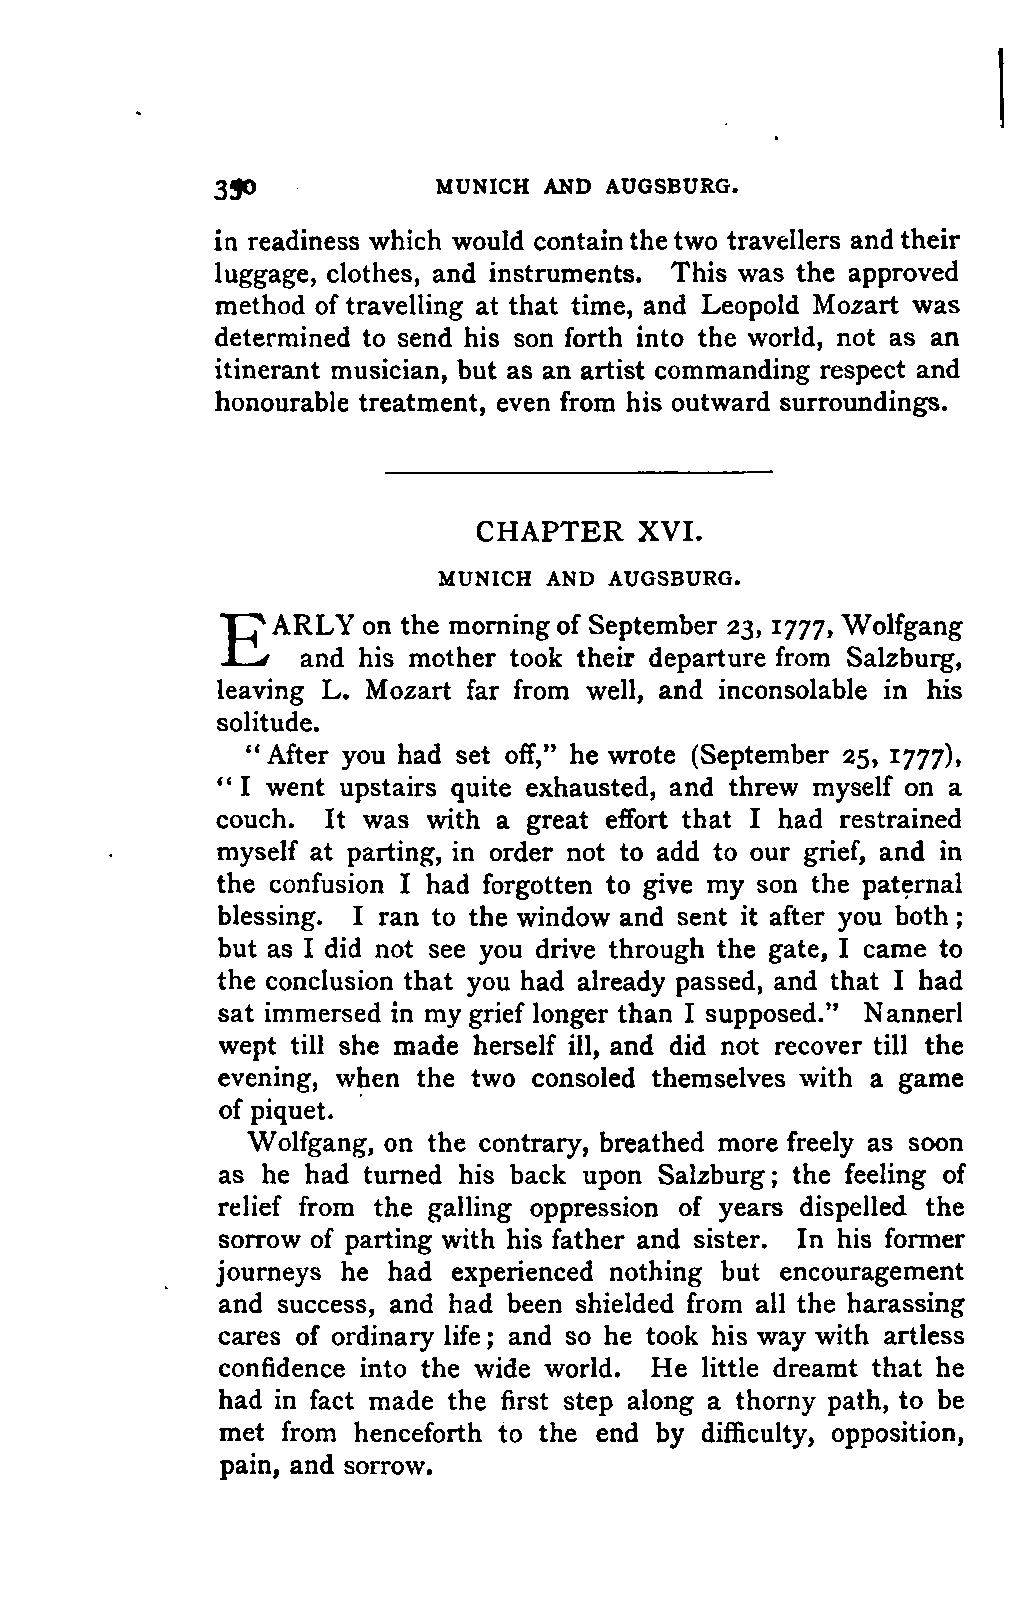 350 MUNICH AND AUGSBURG.
in readiness which would contain the two travellers and their
luggage, clothes, and instruments. This was the approved
method of travelling at that time, and Leopold Mozart was
determined to send his son forth into the world, not as an
itinerant musician, but as an artist commanding respect and
honourable treatment, even from his outward surroundings.
CHAPTER XVI.
MUNICH AND AUGSBURG.
EARLY on the morning of September 23, 1777, Wolfgang
and his mother took their departure from Salzburg,
leaving L. Mozart far from well, and inconsolable in his
solitude.
“After you had set off,” he wrote (September 25, 1777),
“I went upstairs quite exhausted, and threw myself on a
couch. It was with a great effort that I had restrained
myself at parting, in order not to add to our grief, and in
the confusion I had forgotten to give my son the paternal
blessing. I ran to the window and sent it after you both;
but as I did not see you drive through the gate, I came to
the conclusion that you had already passed, and that I had
sat immersed in my grief longer than I supposed.” Nannerl
wept till she made herself ill, and did not recover till the
evening, when the two consoled themselves with a game
of piquet.
Wolfgang, on the contrary, breathed more freely as soon
as he had turned his back upon Salzburg; the feeling of
relief from the galling oppression of years dispelled the
sorrow of parting with his father and sister. In his former
journeys he had experienced nothing but encouragement
and success, and had been shielded from all the harassing
cares of ordinary life; and so he took his way with artless
confidence into the wide world. He little dreamt that he
had in fact made the first step along a thorny path, to be
met from henceforth to the end by difficulty, opposition,
pain, and sorrow.